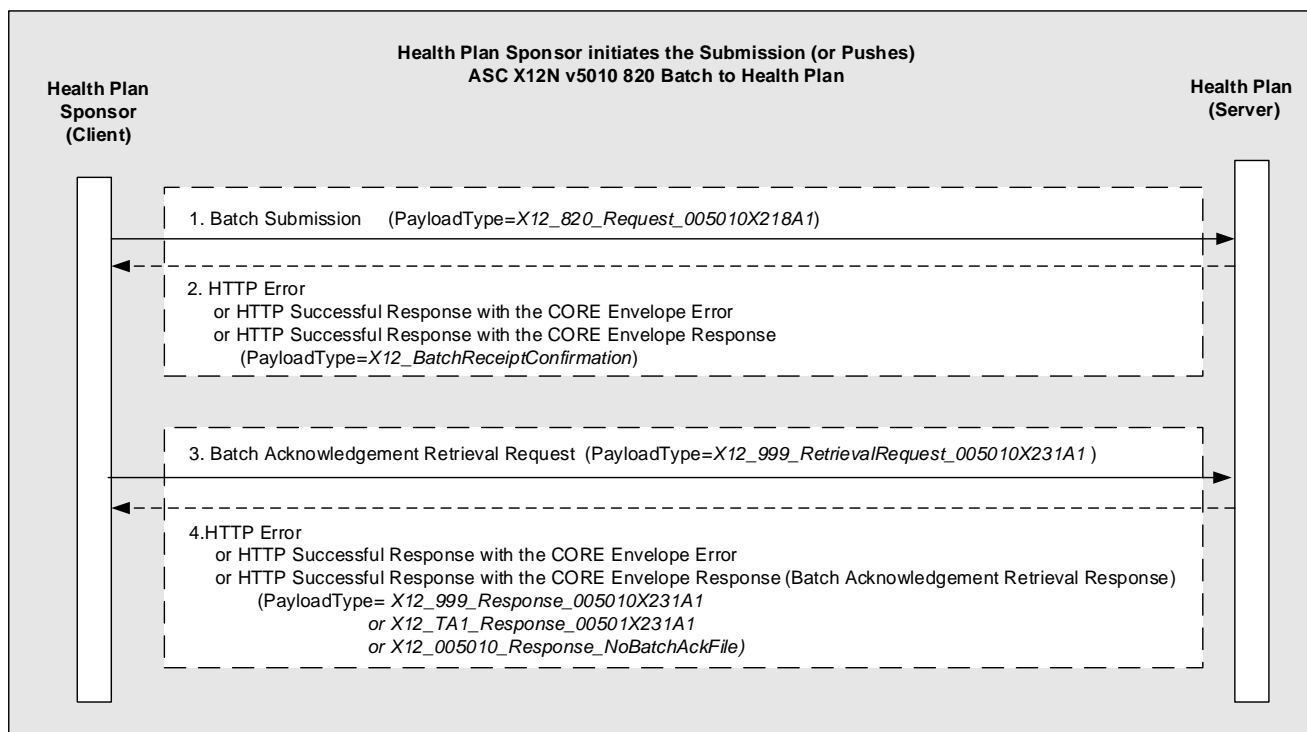 Health Plan Sponsor initiates the Submission (or Pushes)
ASC X12N v5010 820 Batch to Health Plan
Health Plan
Sponsor
(Client)
Health Plan
(Server)
1. Batch Submission (PayloadType=X12_820_Request_005010X218A1)
2. HTTP Error
or HTTP Successful Response with the CORE Envelope Error
or HTTP Successful Response with the CORE Envelope Response
(PayloadType=X12_BatchReceiptConfirmation)
3. Batch Acknowledgement Retrieval Request (PayloadType=X12_999_RetrievalRequest_005010X231A1 )
4.HTTP Error
or HTTP Successful Response with the CORE Envelope Error
or HTTP Successful Response with the CORE Envelope Response (Batch Acknowledgement Retrieval Response)
(PayloadType= X12_999_Response_005010X231A1
or X12_TA1_Response_00501X231A1
or X12_005010_Response_NoBatchAckFile)